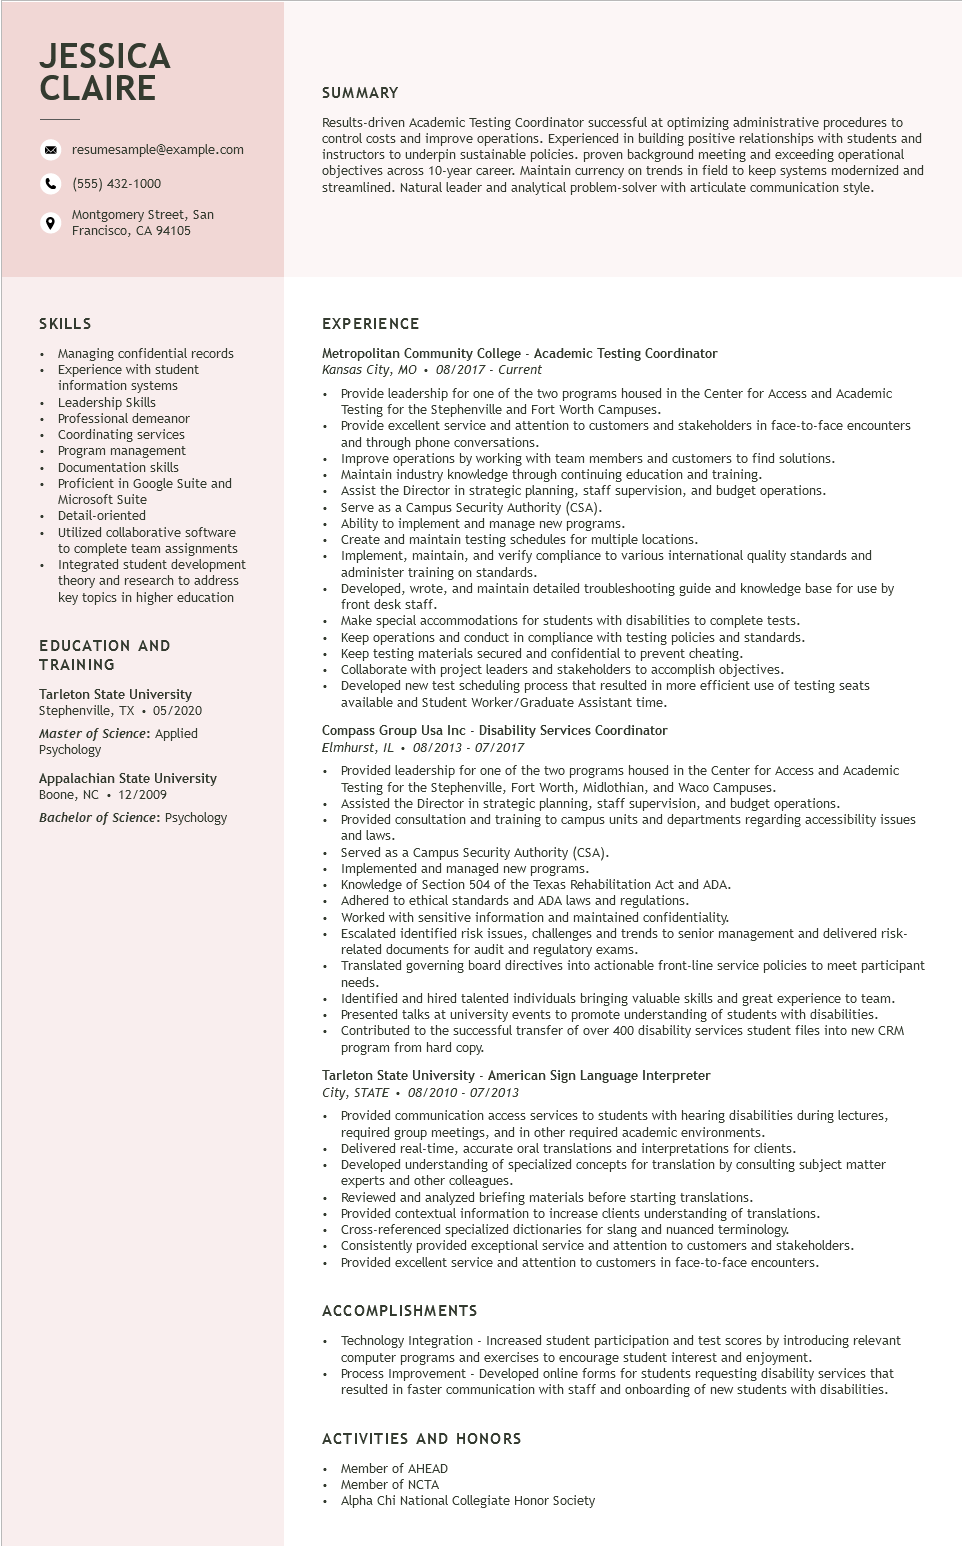 JESSICA
CLAIRE
resumesample@example.com
(555) 432-1000
Montgomery Street, San
Francisco, CA 94105
SUMMARY
Results-driven Academic Testing Coordinator successful at optimizing administrative procedures to
control costs and improve operations. Experienced in building positive relationships with students and
instructors to underpin sustainable policies. proven background meeting and exceeding operational
objectives across 10-year career. Maintain currency on trends in field to keep systems modernized and
streamlined. Natural leader and analytical problem-solver with articulate communication style.
SKILLS
• Managing confidential records
• Experience with student
information systems
• Leadership Skills
• Professional demeanor
• Coordinating services
• Program management
• Documentation skills
• Proficient in Google Suite and
Microsoft Suite
• Detail-oriented
• Utilized collaborative software
to complete team assignments
• Integrated student development
theory and research to address
key topics in higher education
EDUCATION AND
TRAINING
Tarleton State University
Stephenville, TX • 05/2020
Master of Science: Applied
Psychology
Appalachian State University
Boone, NC • 12/2009
Bachelor of Science: Psychology
EXPERIENCE
Metropolitan Community College - Academic Testing Coordinator
Kansas City, MO • 08/2017 - Current
• Provide leadership for one of the two programs housed in the Center for Access and Academic
Testing for the Stephenville and Fort Worth Campuses.
• Provide excellent service and attention to customers and stakeholders in face-to-face encounters
and through phone conversations.
• Improve operations by working with team members and customers to find solutions.
• Maintain industry knowledge through continuing education and training.
• Assist the Director in strategic planning, staff supervision, and budget operations.
• Serve as a Campus Security Authority (CSA).
• Ability to implement and manage new programs.
• Create and maintain testing schedules for multiple locations.
• Implement, maintain, and verify compliance to various international quality standards and
administer training on standards.
• Developed, wrote, and maintain detailed troubleshooting guide and knowledge base for use by
front desk staff.
• Make special accommodations for students with disabilities to complete tests.
• Keep operations and conduct in compliance with testing policies and standards.
• Keep testing materials secured and confidential to prevent cheating.
• Collaborate with project leaders and stakeholders to accomplish objectives.
• Developed new test scheduling process that resulted in more efficient use of testing seats
available and Student Worker/Graduate Assistant time.
Compass Group Usa Inc - Disability Services Coordinator
Elmhurst, IL • 08/2013 - 07/2017
• Provided leadership for one of the two programs housed in the Center for Access and Academic
Testing for the Stephenville, Fort Worth, Midlothian, and Waco Campuses.
• Assisted the Director in strategic planning, staff supervision, and budget operations.
• Provided consultation and training to campus units and departments regarding accessibility issues
and laws.
• Served as a Campus Security Authority (CSA).
• Implemented and managed new programs.
• Knowledge of Section 504 of the Texas Rehabilitation Act and ADA.
• Adhered to ethical standards and ADA laws and regulations.
• Worked with sensitive information and maintained confidentiality.
• Escalated identified risk issues, challenges and trends to senior management and delivered risk-
related documents for audit and regulatory exams.
• Translated governing board directives into actionable front-line service policies to meet participant
needs.
• Identified and hired talented individuals bringing valuable skills and great experience to team.
• Presented talks at university events to promote understanding of students with disabilities.
• Contributed to the successful transfer of over 400 disability services student files into new CRM
program from hard copy.
Tarleton State University - American Sign Language Interpreter
City, STATE • 08/2010 - 07/2013
• Provided communication access services to students with hearing disabilities during lectures,
required group meetings, and in other required academic environments.
• Delivered real-time, accurate oral translations and interpretations for clients.
• Developed understanding of specialized concepts for translation by consulting subject matter
experts and other colleagues.
• Reviewed and analyzed briefing materials before starting translations.
• Provided contextual information to increase clients understanding of translations.
• Cross-referenced specialized dictionaries for slang and nuanced terminology.
• Consistently provided exceptional service and attention to customers and stakeholders.
• Provided excellent service and attention to customers in face-to-face encounters.
ACCOMPLISHMENTS
• Technology Integration - Increased student participation and test scores by introducing relevant
computer programs and exercises to encourage student interest and enjoyment.
• Process Improvement - Developed online forms for students requesting disability services that
resulted in faster communication with staff and onboarding of new students with disabilities.
ACTIVITIES AND HONORS
• Member of AHEAD
• Member of NCTA
• Alpha Chi National Collegiate Honor Society